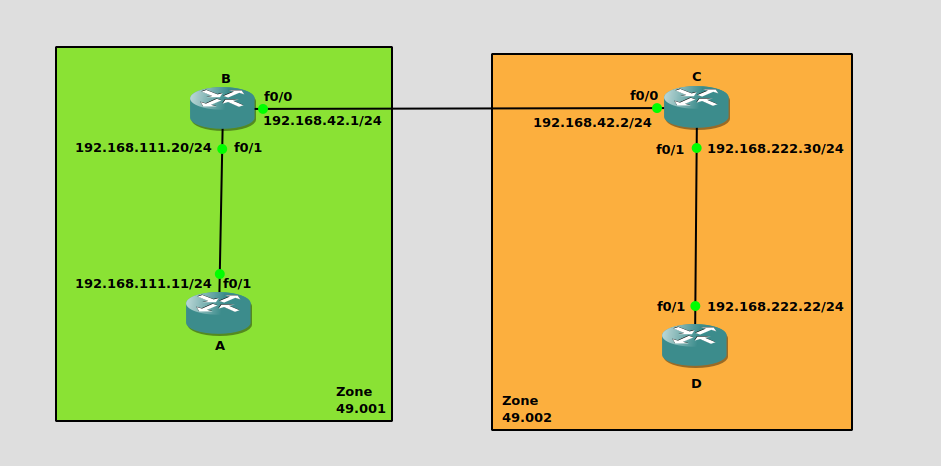 B
f0/0
192.168.42.1/24
192.168.111.20/24
f0/1
192.168.111.11/24
f0/1
A
Zone
49.001
C
f0/0
192.168.42.2/24
f0/1
192.168.222.30/24
f0/1
192.168.222.22/24
D
Zone
49.002